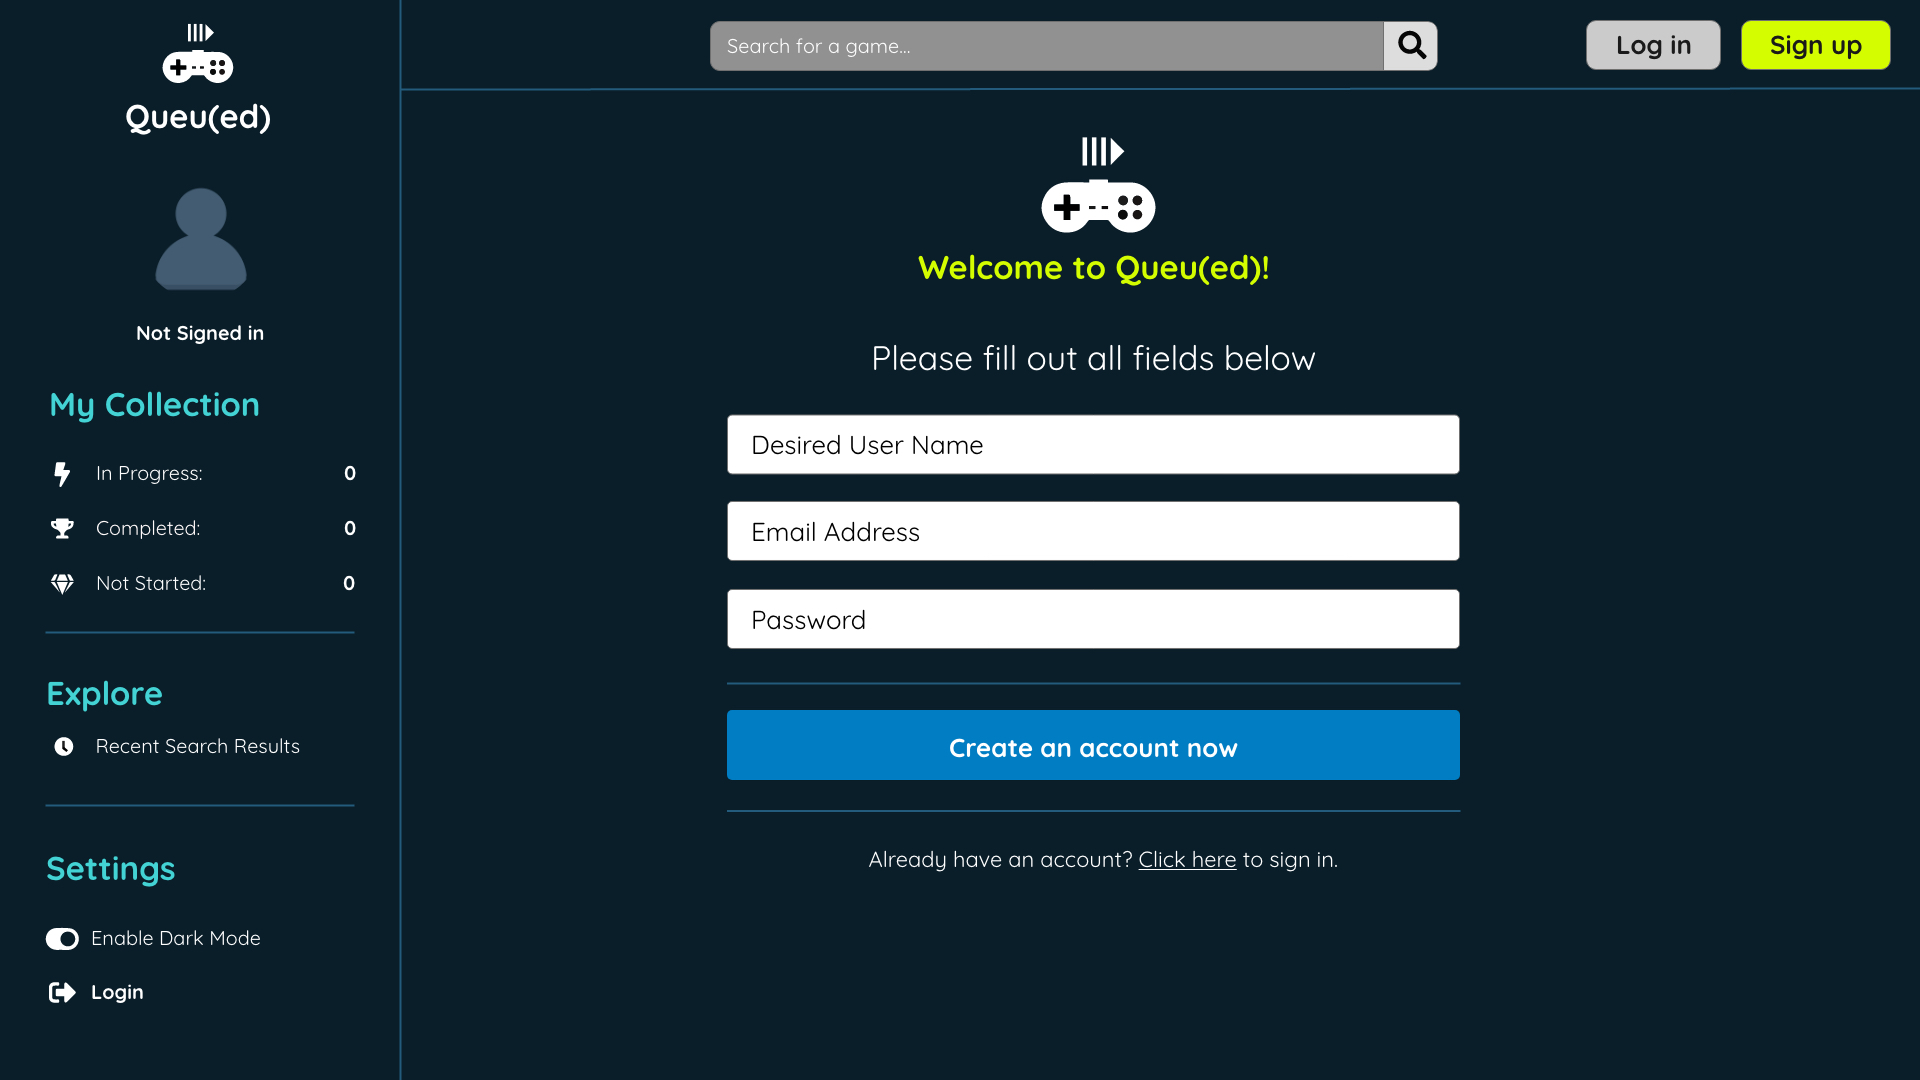 Queu(ed)
Not Signed in
My Collection
In Progress: 0
Completed: 0
Not Started: 0
Explore
Recent Search Results
Settings
Enable Dark Mode
Login
Search for a game...
Log in
Sign up
Welcome to Queu(ed)!
Please fill out all fields below
Desired User Name
Email Address
Password
Create an account now
Already have an account? Click here to sign in.